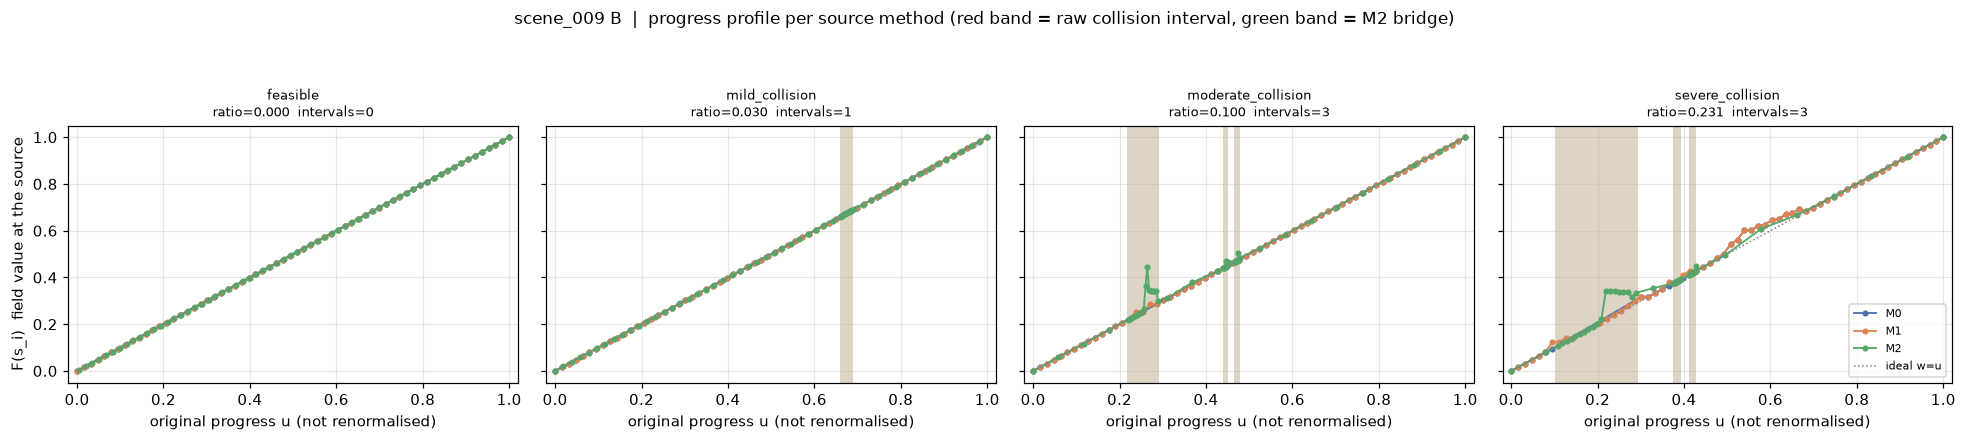 scene_009 B | progress profile per source method (red band = raw collision interval, green band = M2 bridge)
feasible
ratio=0.000 intervals=0
mild_collision
ratio=0.030 intervals=1
moderate_collision
ratio=0.100 intervals=3
severe_collision
ratio=0.231 intervals=3
F(s_i) field value at the source
1.0
0.8
0.6
0.4
0.2
0.0
M0
M1
M2
ideal w=u
0.0 0.2 0.4 0.6 0.8 1.0
0.0 0.2 0.4 0.6 0.8 1.0
0.0 0.2 0.4 0.6 0.8 1.0
0.0 0.2 0.4 0.6 0.8 1.0
original progress u (not renormalised)
original progress u (not renormalised)
original progress u (not renormalised)
original progress u (not renormalised)